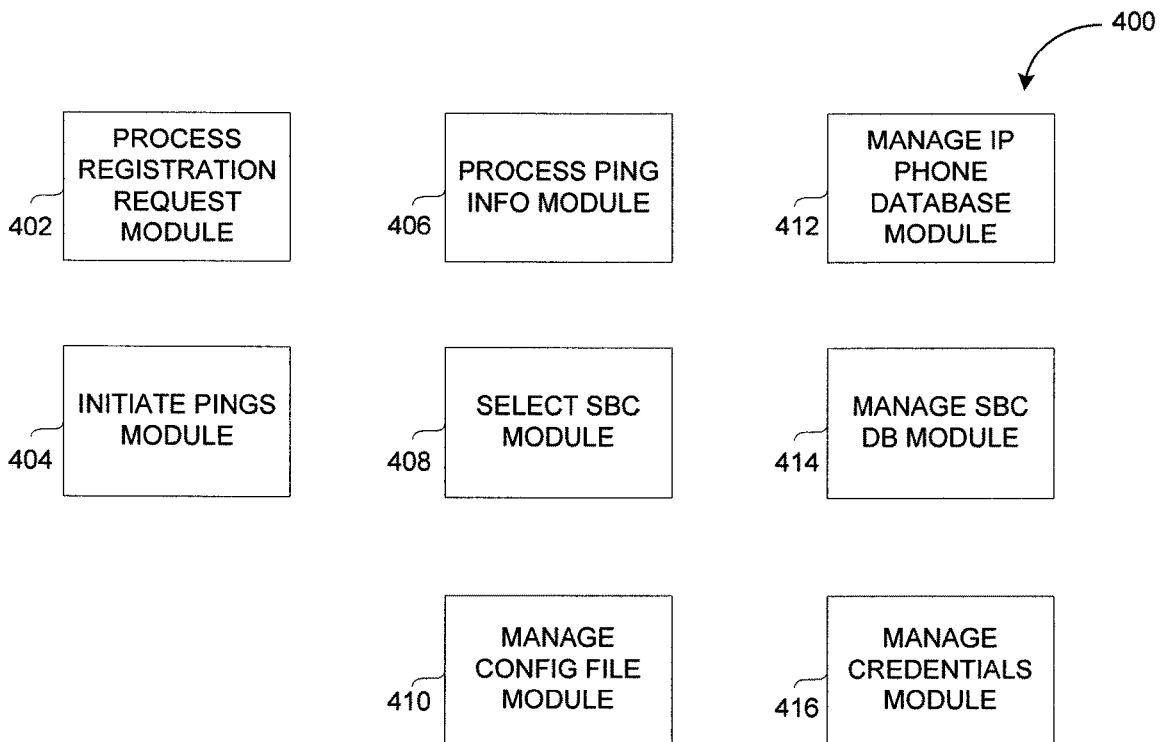 400
PROCESS
REGISTRATION
REQUEST
MODULE
402
PROCESS PING
INFO MODULE
406
MANAGE IP
PHONE
DATABASE
MODULE
412
INITIATE PINGS
MODULE
404
SELECT SBC
MODULE
408
MANAGE SBC
DB MODULE
414
MANAGE
CONFIG FILE
MODULE
410
MANAGE
CREDENTIALS
MODULE
416